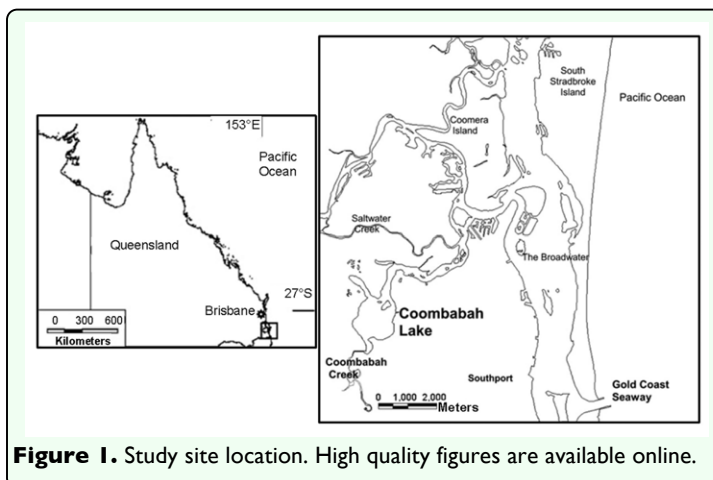 153°E
Pacific
Ocean
Queensland
Brisbane
27°S
0 300 600
Kilometers
South
Stradbroke
Island
Pacific Ocean
Coomera
Island
Saltwater
Creek
The Broadwater
Coombabah
Lake
Coombabah
Creek
Southport
Gold Coast
Seaway
0 1,000 2,000
Meters
Figure 1. Study site location. High quality figures are available online.